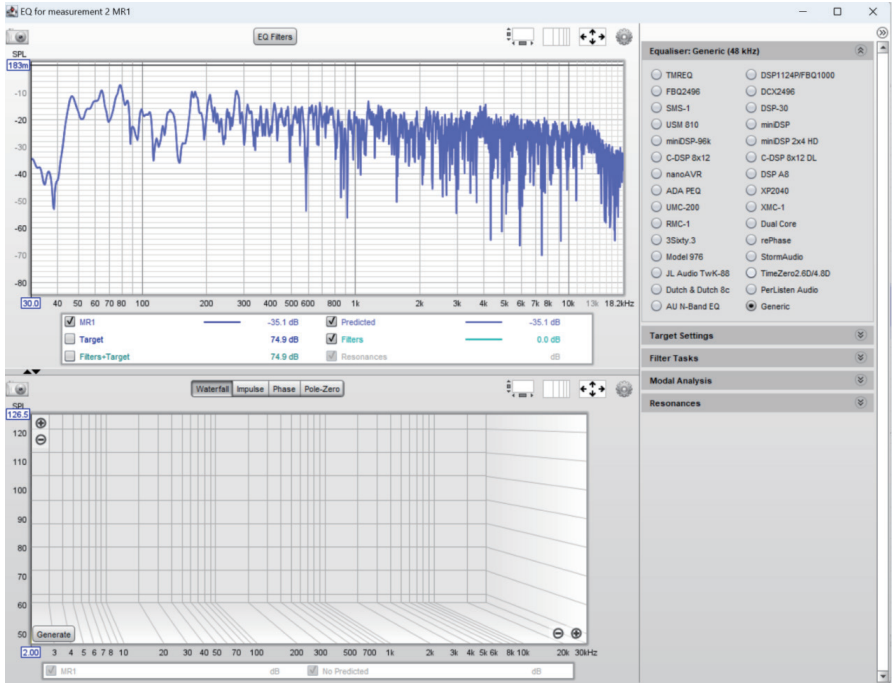 EQ for measurement 2 MR1
SPL
EQ Filters
183m
-10
-20
-30
-40
-50
-60
-70
-80
30.0 40 50 60 70 80 100 200 300 400 500 600 800 1k 2k 3k 4k 5k 6k 7k 8k 10k 13k 18.2kHz
MR1 -35.1 dB Predicted -35.1 dB
Target 74.9 dB Filters 0.0 dB
Filters+Target 74.9 dB Resonances dB
Waterfall Impulse Phase Pole-Zero
SPL
126.5
120
110
100
90
80
70
60
50
Generate
2.00 3 4 5 6 7 8 10 20 30 40 50 70 100 200 300 500 700 1k 2k 3k 4k 5k 6k 8k 10k 20k 30kHz
MR1 dB No Predicted dB
Equaliser: Generic (48 kHz)
TMREQ DSP1124P/FBQ1000
FBQ2496 DCX2496
SMS-1 DSP-30
USM 810 miniDSP
miniDSP-96k miniDSP 2x4 HD
C-DSP 8x12 C-DSP 8x12 DL
nanoAVR DSP A8
ADA PEQ XP2040
UMC-200 XMC-1
RMC-1 Dual Core
3Sixty.3 rePhase
Model 976 StormAudio
JL Audio TwK-88 TimeZero2.6D/4.8D
Dutch & Dutch 8c PerListen Audio
AU N-Band EQ Generic
Target Settings
Filter Tasks
Modal Analysis
Resonances